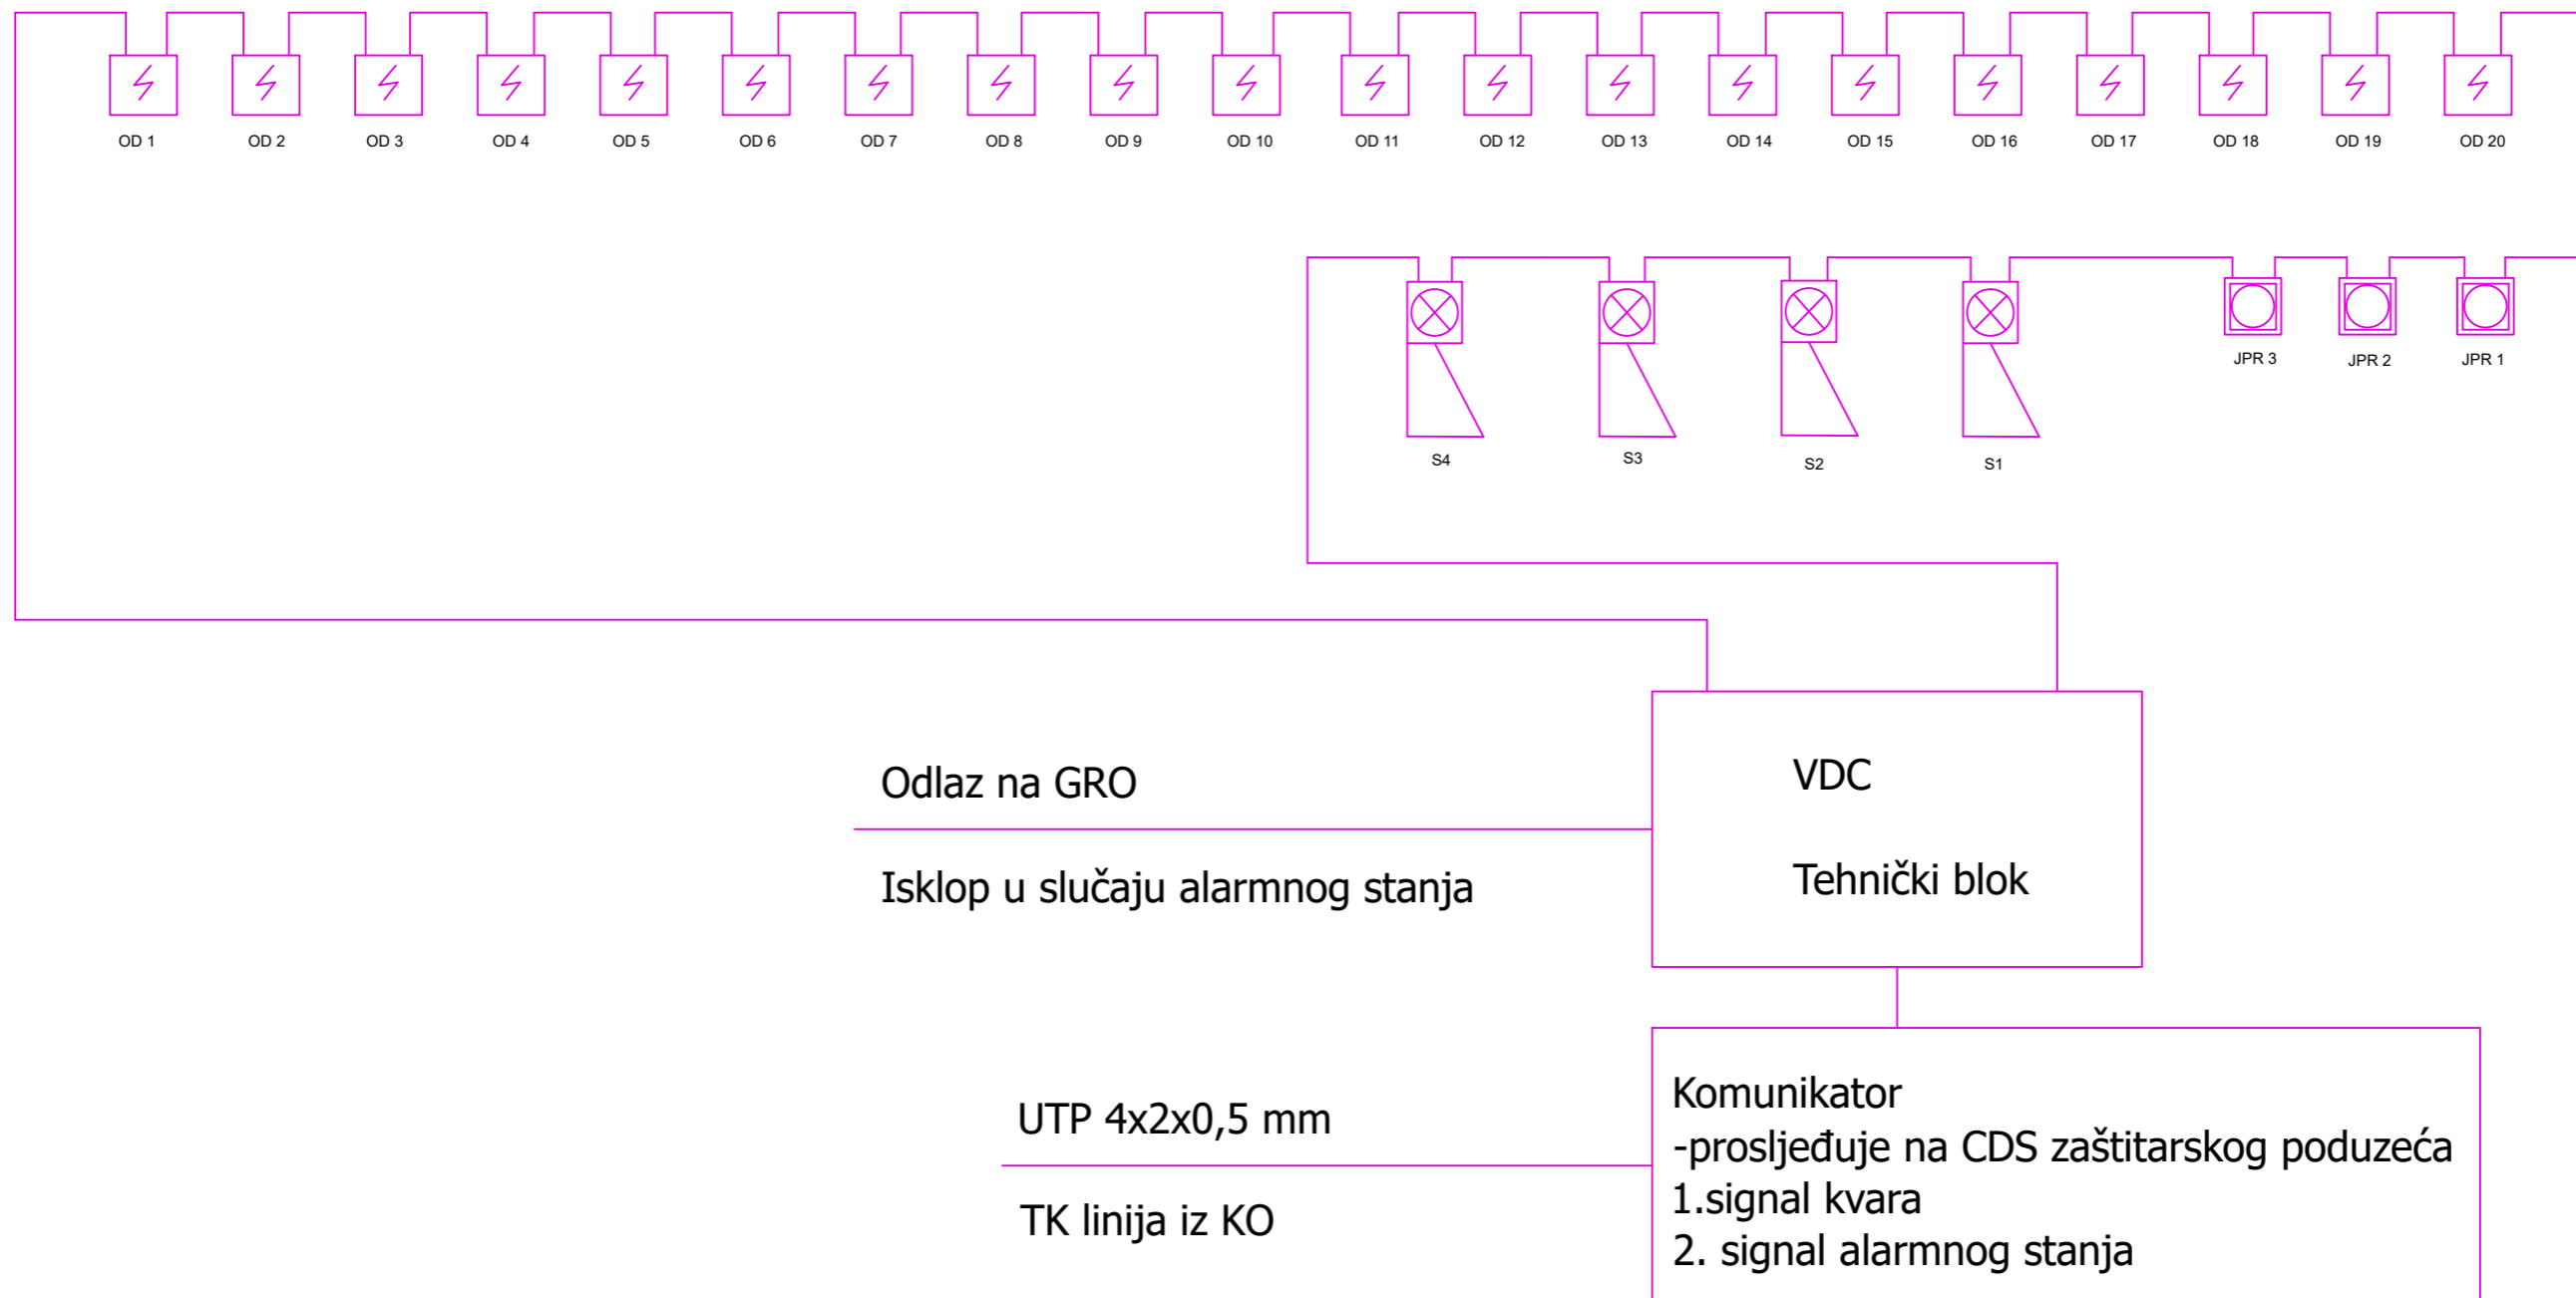 OD 1
OD 2
OD 3
OD 4
OD 5
OD 6
OD 7
OD 8
OD 9
OD 10
OD 11
OD 12
OD 13
OD 14
OD 15
OD 16
OD 17
OD 18
OD 19
OD 20
JPR 3
JPR 2
JPR 1
S4
S3
S2
S1
Odlaz na GRO
Isklop u slučaju alarmnog stanja
VDC
Tehnički blok
UTP 4x2x0,5 mm
TK linija iz KO
Komunikator
-prosljeđuje na CDS zaštitarskog poduzeća
1.signal kvara
2. signal alarmnog stanja